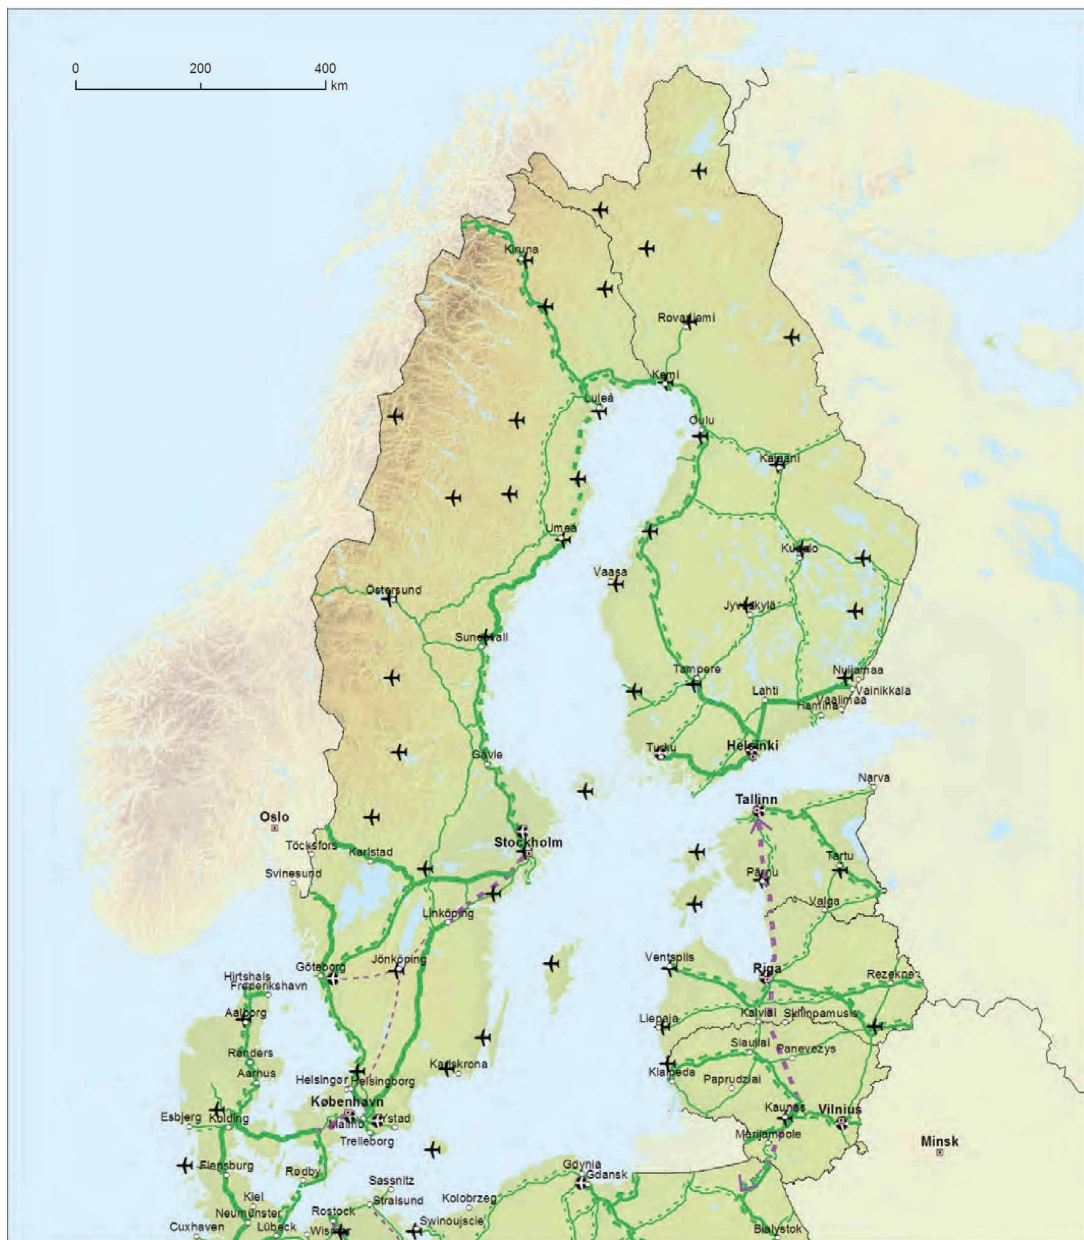 0 200 400
km
Kiruna
Rovaniemi
Kemi
Luleå
Oulu
Kajaani
Umeå
Kuopio
Vaasa
Östersund
Jyväskylä
Sundsvall
Tampere
Nuijamaa
Vainikkala
Lahti
Vaalimaa
Hamina
Gävle
Turku
Helsinki
Narva
Tallinn
Oslo
Stockholm
Töcksfors
Karlstad
Tartu
Pärnu
Svinesund
Valga
Linköping
Ventspils
Göteborg
Jönköping
Riga
Rezekne
Hirtshals
Frederikshavn
Aalborg
Liepaja
Kalviai
Skilinpamusis
Randers
Siauliai
Panevezys
Karlskrona
Klaipeda
Aarhus
Helsingør
Helsingborg
Paprudziai
København
Esbjerg
Kolding
Malmö
Ystad
Kaunas
Vilnius
Trelleborg
Marijampole
Minsk
Flensburg
Rødby
Gdynia
Gdansk
Sassnitz
Kiel
Stralsund
Kolobrzeg
Neumünster
Rostock
Swinoujscie
Cuxhaven
Lübeck
Wismar
Bialystok